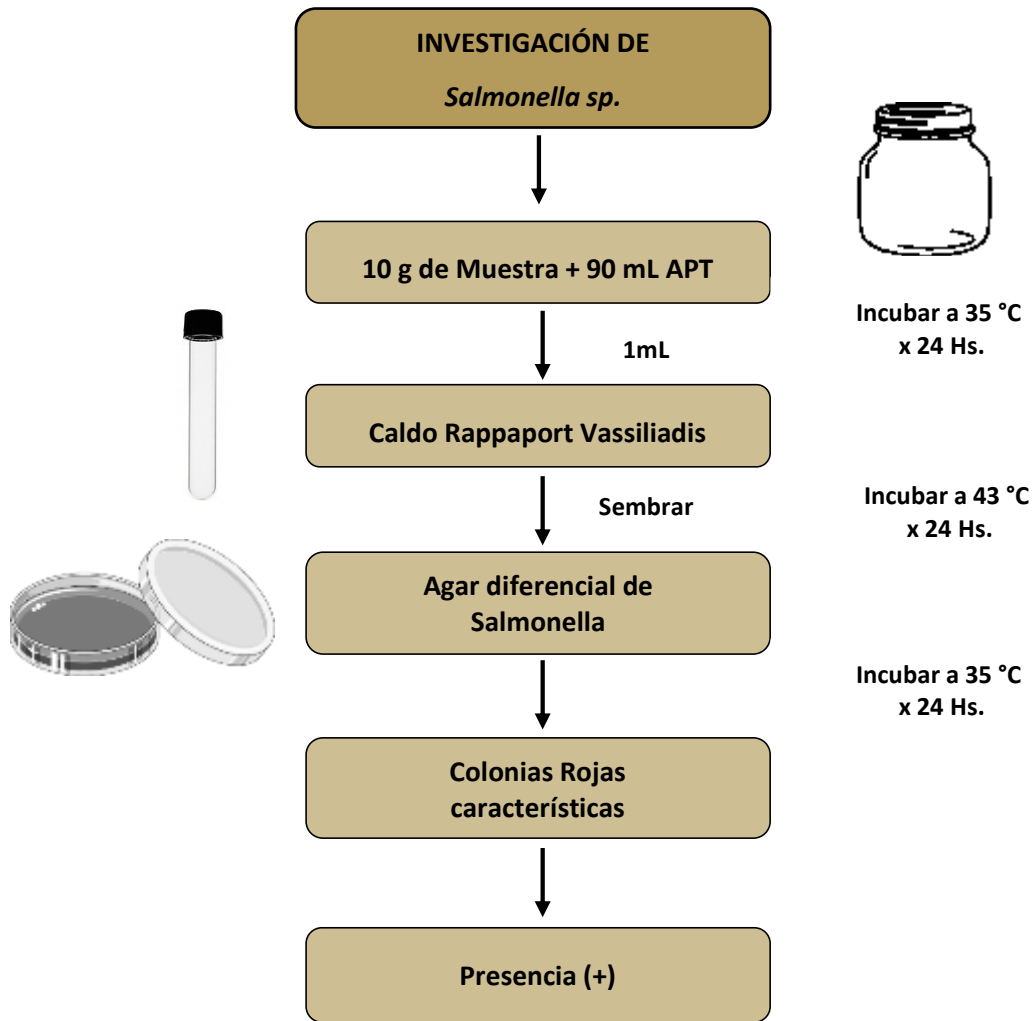 INVESTIGACIÓN DE
Salmonella sp.
10 g de Muestra + 90 mL APT
Incubar a 35 °C
x 24 Hs.
1mL
Caldo Rappaport Vassiliadis
Incubar a 43 °C
x 24 Hs.
Sembrar
Agar diferencial de
Salmonella
Incubar a 35 °C
x 24 Hs.
Colonias Rojas
características
Presencia (+)